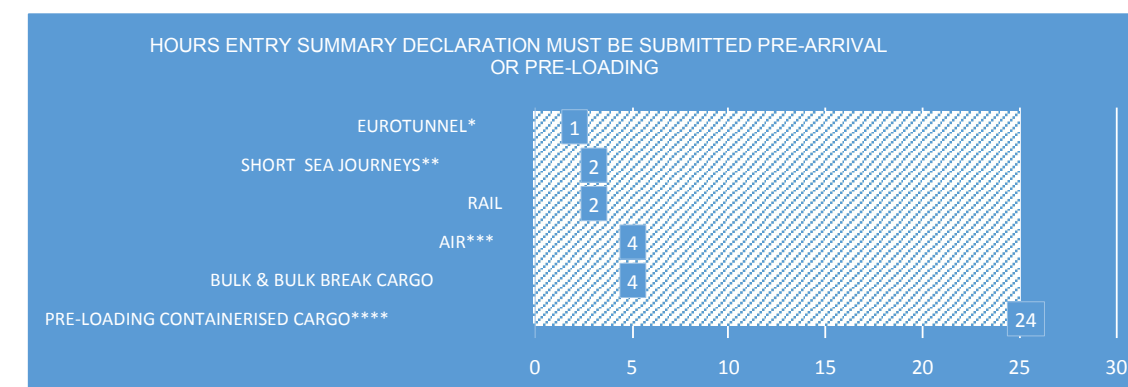 HOURS ENTRY SUMMARY DECLARATION MUST BE SUBMITTED PRE-ARRIVAL
OR PRE-LOADING
EUROTUNNEL* 1
SHORT SEA JOURNEYS** 2
RAIL 2
AIR*** 4
BULK & BULK BREAK CARGO 4
PRE-LOADING CONTAINERISED CARGO**** 24
0 5 10 15 20 25 30